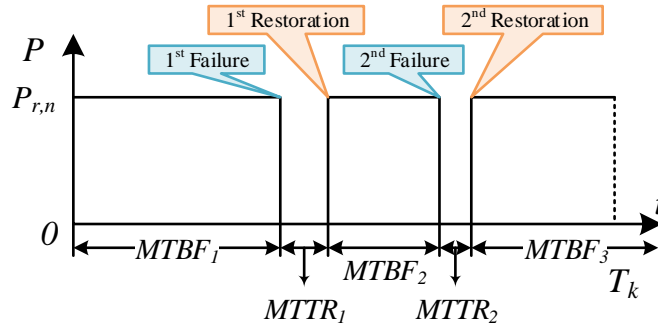 1st Restoration
2nd Restoration
P
1st Failure
2nd Failure
Pr,n
t
0
MTBF1
MTBF2
MTBF3
Tk
MTTR1
MTTR2